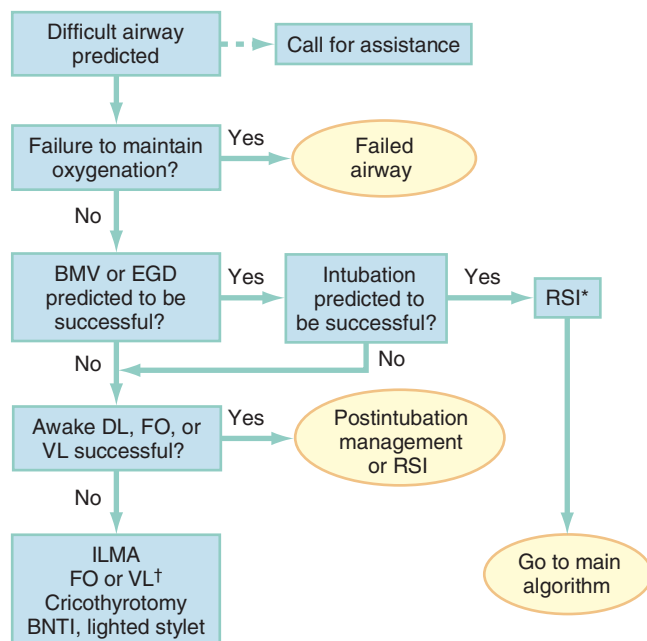 Difficult airway
predicted
Call for assistance
Failure to maintain
oxygenation?
Yes
Failed
airway
No
BMV or EGD
predicted to be
successful?
Yes
Intubation
predicted to
be successful?
Yes
RSI*
No
No
Awake DL, FO, or
VL successful?
Yes
Postintubation
management
or RSI
No
ILMA
FO or VL†
Cricothyrotomy
BNTI, lighted stylet
Go to main
algorithm